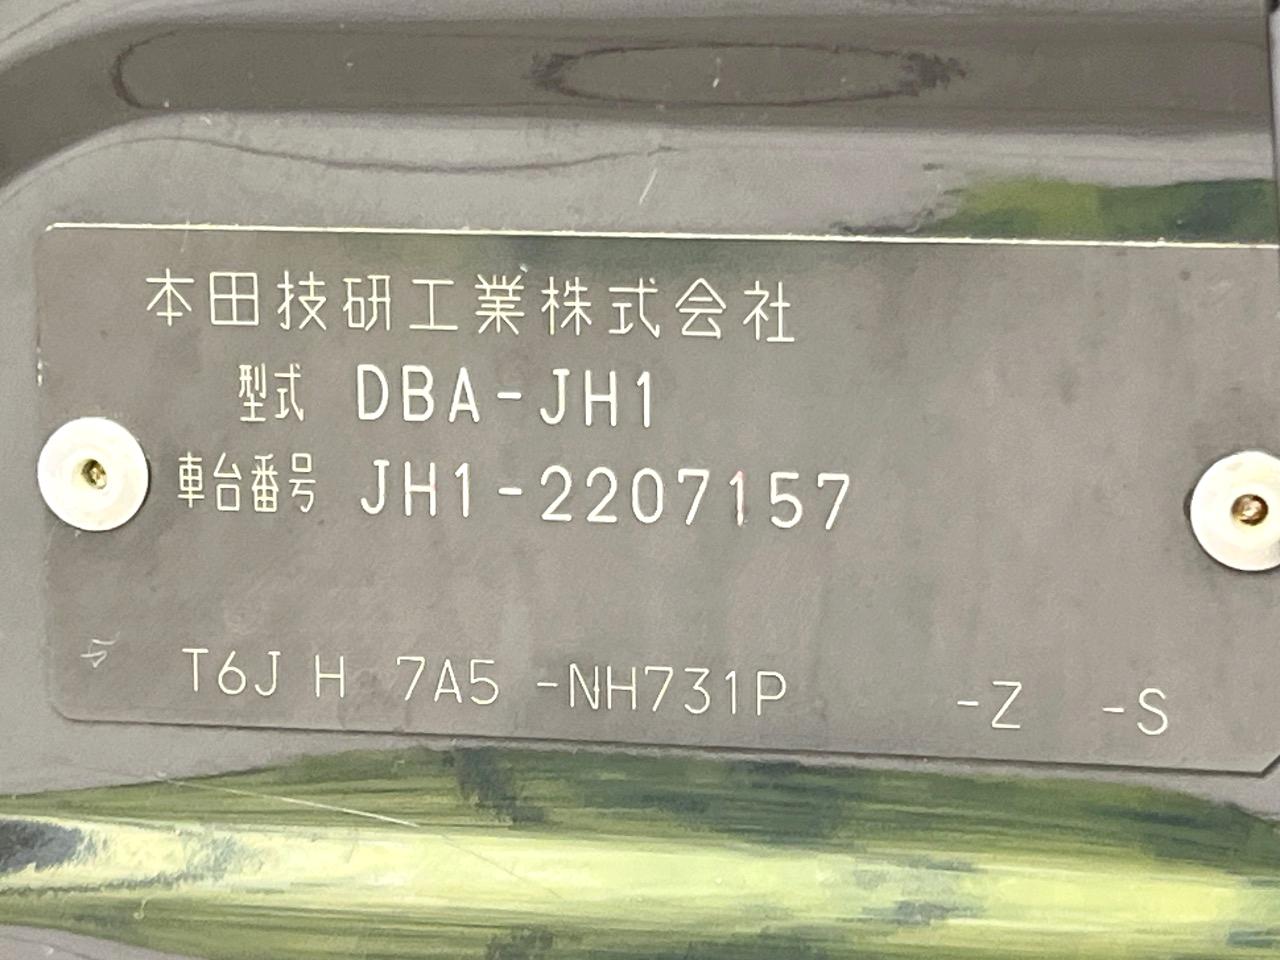 本田技研工業株式会社
型式 DBA-JH1
車台番号 JH1-2207157
T6J H 7A5 -NH731P -Z -S